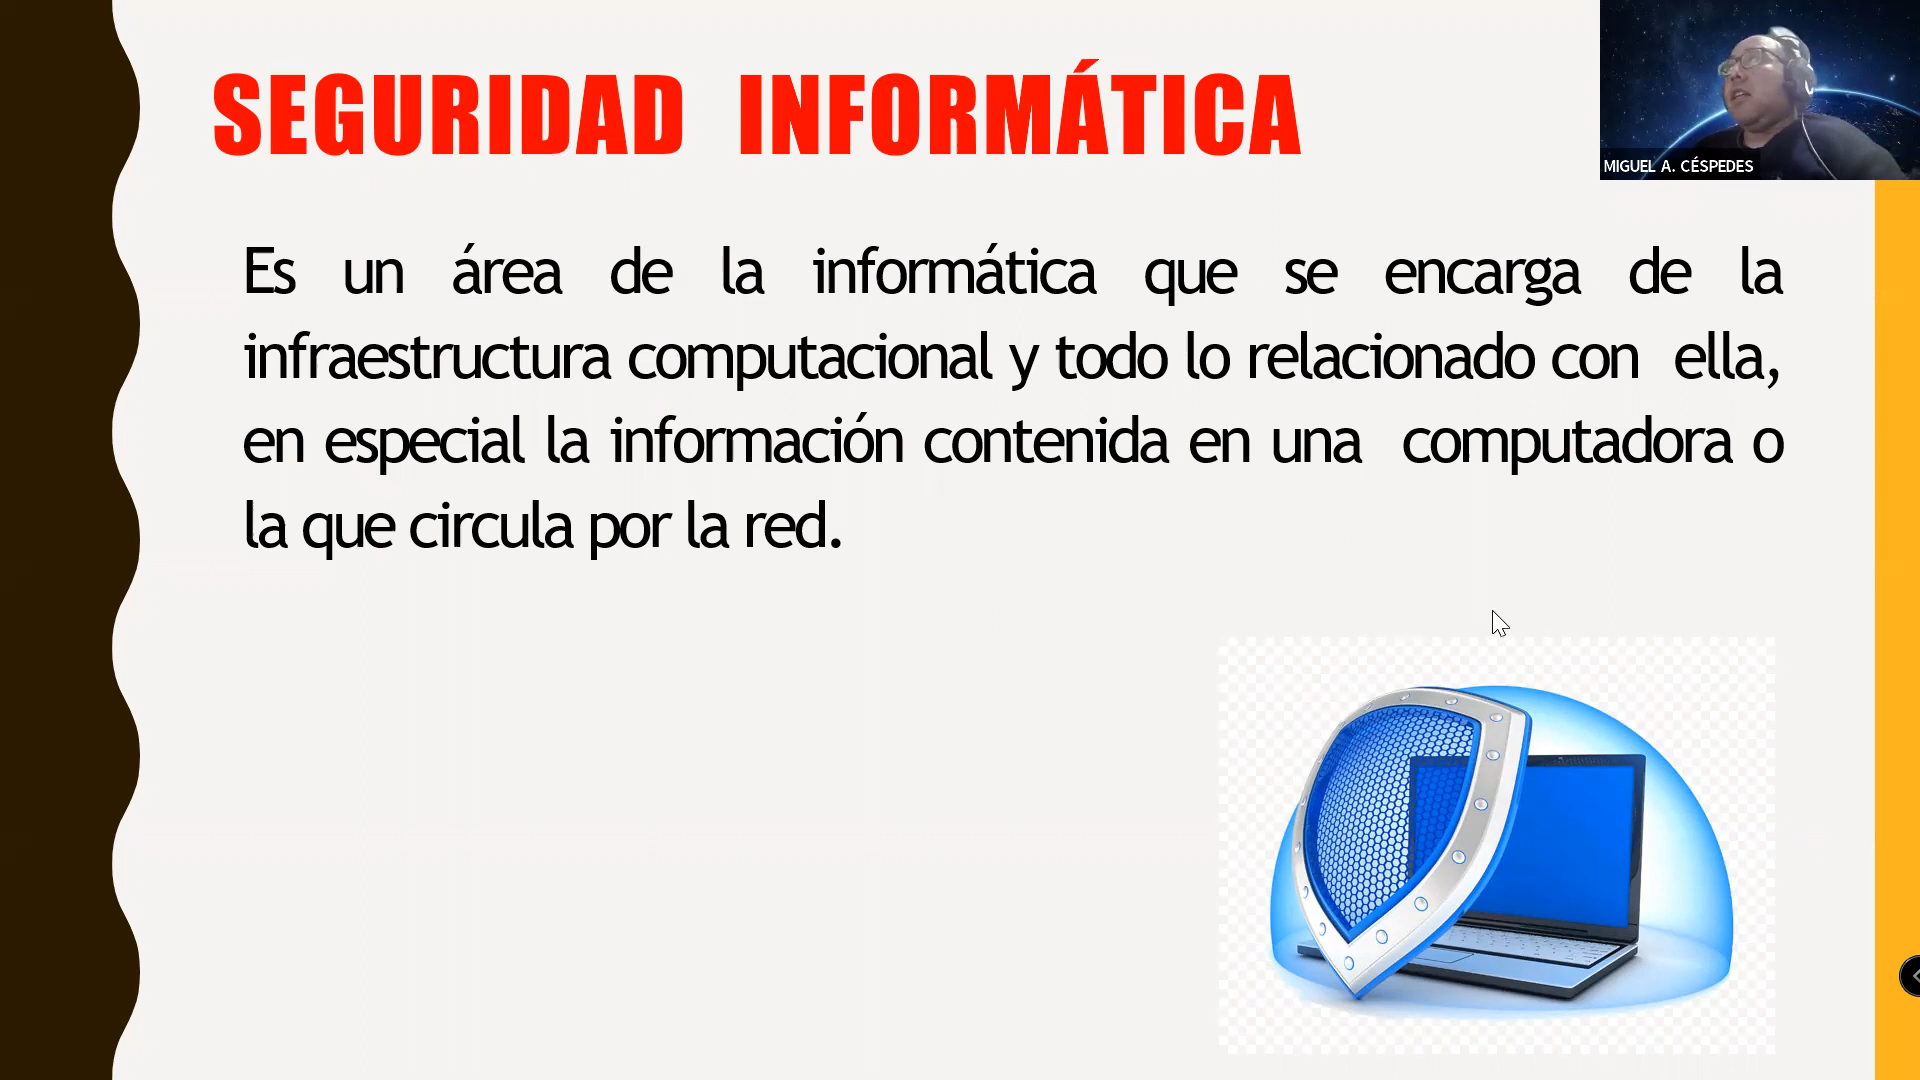 SEGURIDAD INFORMÁTICA
MIGUEL A. CÉSPEDES
Es un área de la informática que se encarga de la
infraestructura computacional y todo lo relacionado con ella,
en especial la información contenida en una computadora o
la que circula por la red.